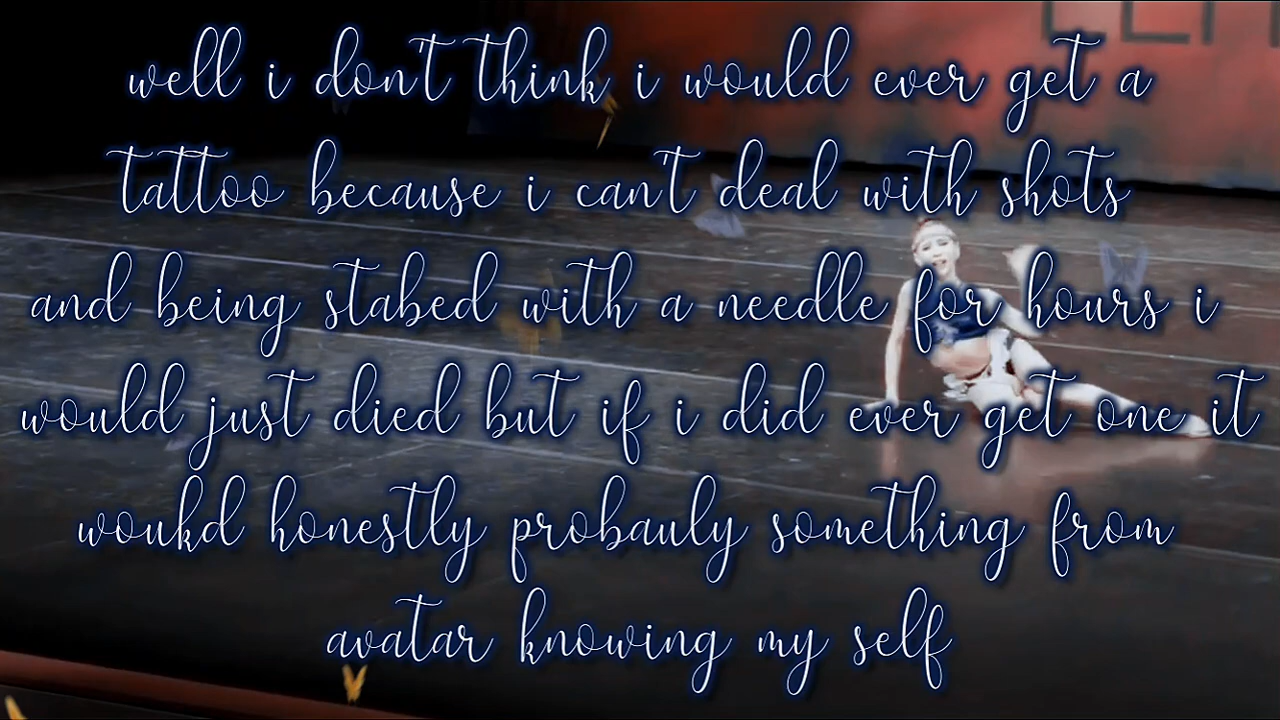 well i don't think i would ever get a
tattoo because i can't deal with shots
and being stabed with a needle for hours i
would just died but if i did ever get one it
woukd honestly probauly something from
avatar knowing my self